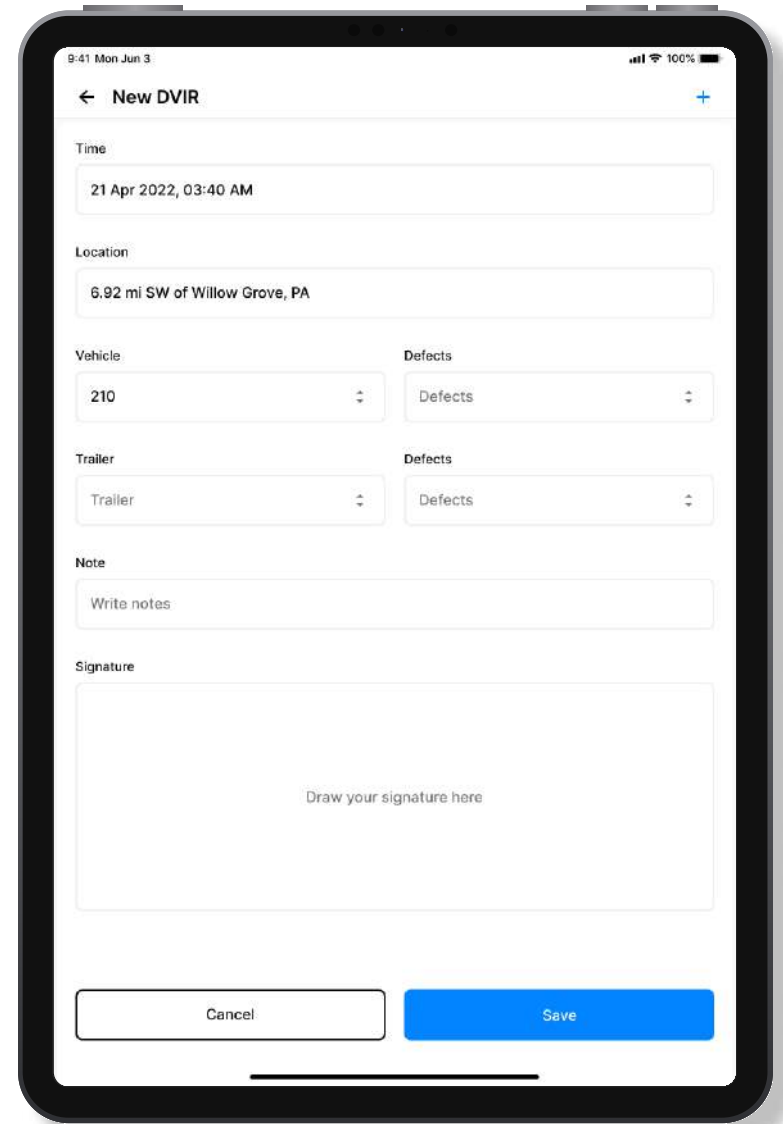 9:41 Mon Jun 3 100%
New DVIR
Time
21 Apr 2022, 03:40 AM
Location
6.92 mi SW of Willow Grove, PA
Vehicle Defects
210 Defects
Trailer Defects
Trailer Defects
Note
Write notes
Signature
Draw your signature here
Cancel Save